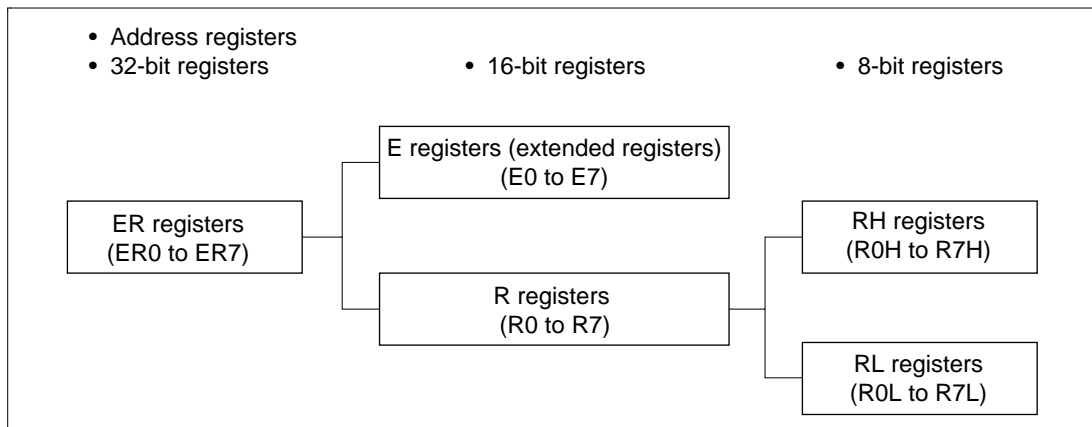 • Address registers
• 32-bit registers
• 16-bit registers
• 8-bit registers
E registers (extended registers)
(E0 to E7)
ER registers
(ER0 to ER7)
RH registers
(R0H to R7H)
R registers
(R0 to R7)
RL registers
(R0L to R7L)